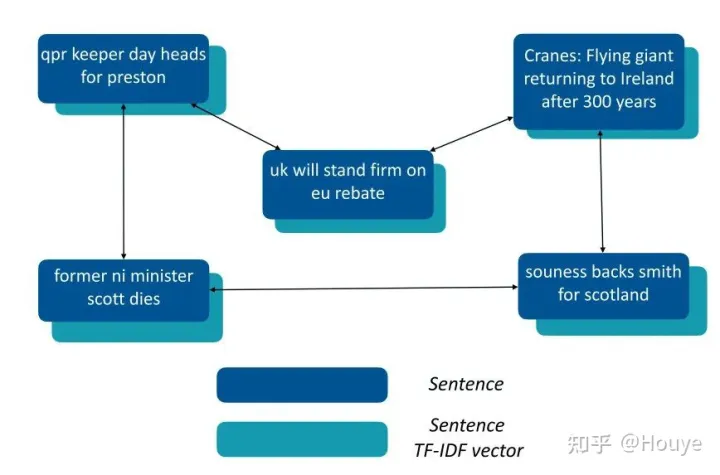 qpr keeper day heads
for preston
Cranes: Flying giant
returning to Ireland
after 300 years
uk will stand firm on
eu rebate
former ni minister
scott dies
souness backs smith
for scotland
Sentence
Sentence
TF-IDF vector
知乎 @Houye